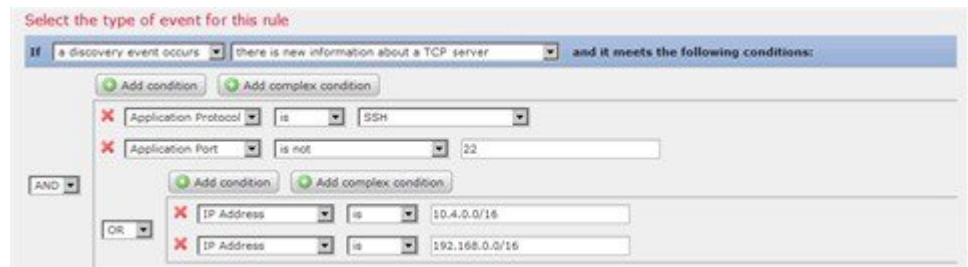 Select the type of event for this rule
If a discovery event occurs there is new information about a TCP server and it meets the following conditions:
Add condition Add complex condition
Application Protocol is SSH
Application Port is not 22
AND
Add condition Add complex condition
IP Address is 10.4.0.0/16
OR
IP Address is 192.168.0.0/16